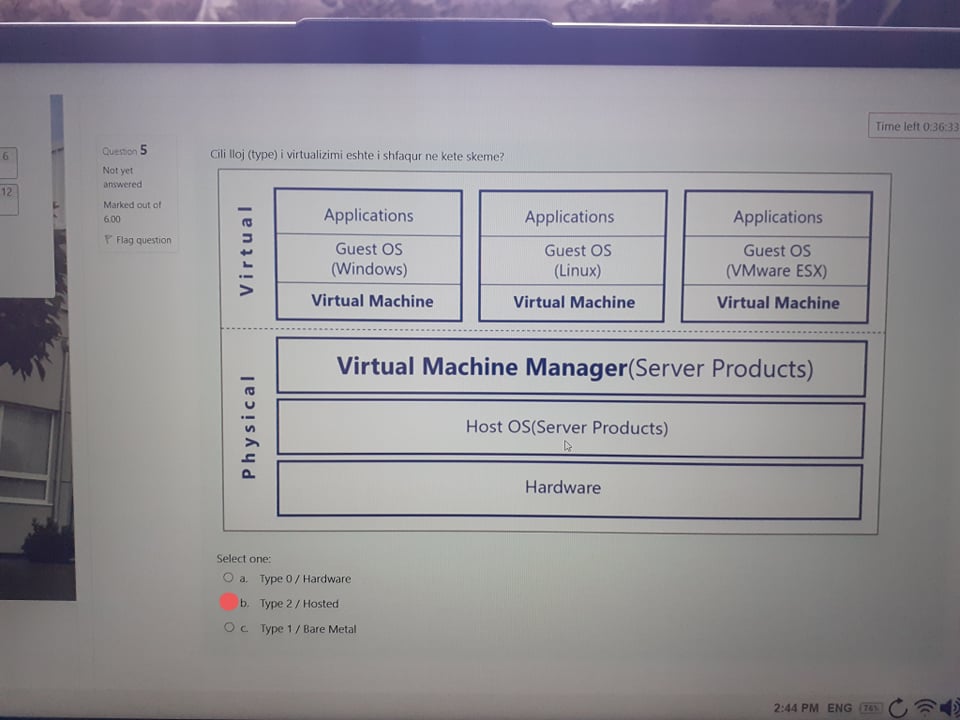 6
12
Time left 0:36:33
Question 5
Not yet
answered
Marked out of
6.00
Flag question
Cili lloj (type) i virtualizimi eshte i shfaqur ne kete skeme?
Virtual
Applications
Guest OS
(Windows)
Virtual Machine
Applications
Guest OS
(Linux)
Virtual Machine
Applications
Guest OS
(VMware ESX)
Virtual Machine
Physical
Virtual Machine Manager(Server Products)
Host OS(Server Products)
Hardware
Select one:
a. Type 0 / Hardware
b. Type 2 / Hosted
c. Type 1 / Bare Metal
2:44 PM ENG 76%